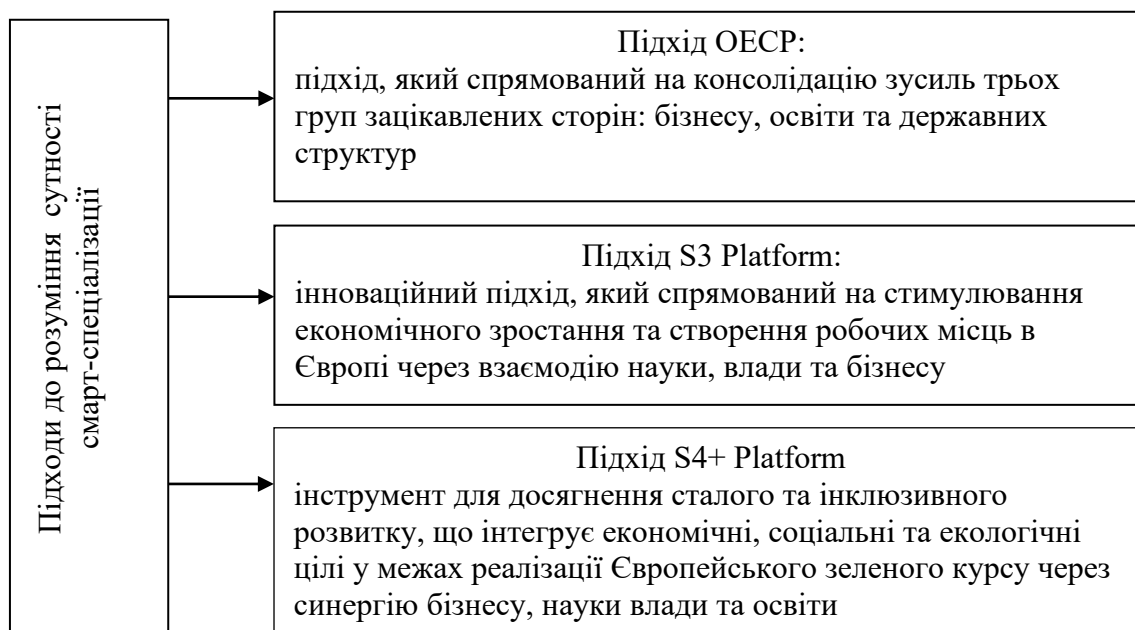 Підходи до розуміння сутності
смарт-спеціалізації
Підхід ОЕСР:
підхід, який спрямований на консолідацію зусиль трьох
груп зацікавлених сторін: бізнесу, освіти та державних
структур
Підхід S3 Platform:
інноваційний підхід, який спрямований на стимулювання
економічного зростання та створення робочих місць в
Європі через взаємодію науки, влади та бізнесу
Підхід S4+ Platform
інструмент для досягнення сталого та інклюзивного
розвитку, що інтегрує економічні, соціальні та екологічні
цілі у межах реалізації Європейського зеленого курсу через
синергію бізнесу, науки влади та освіти